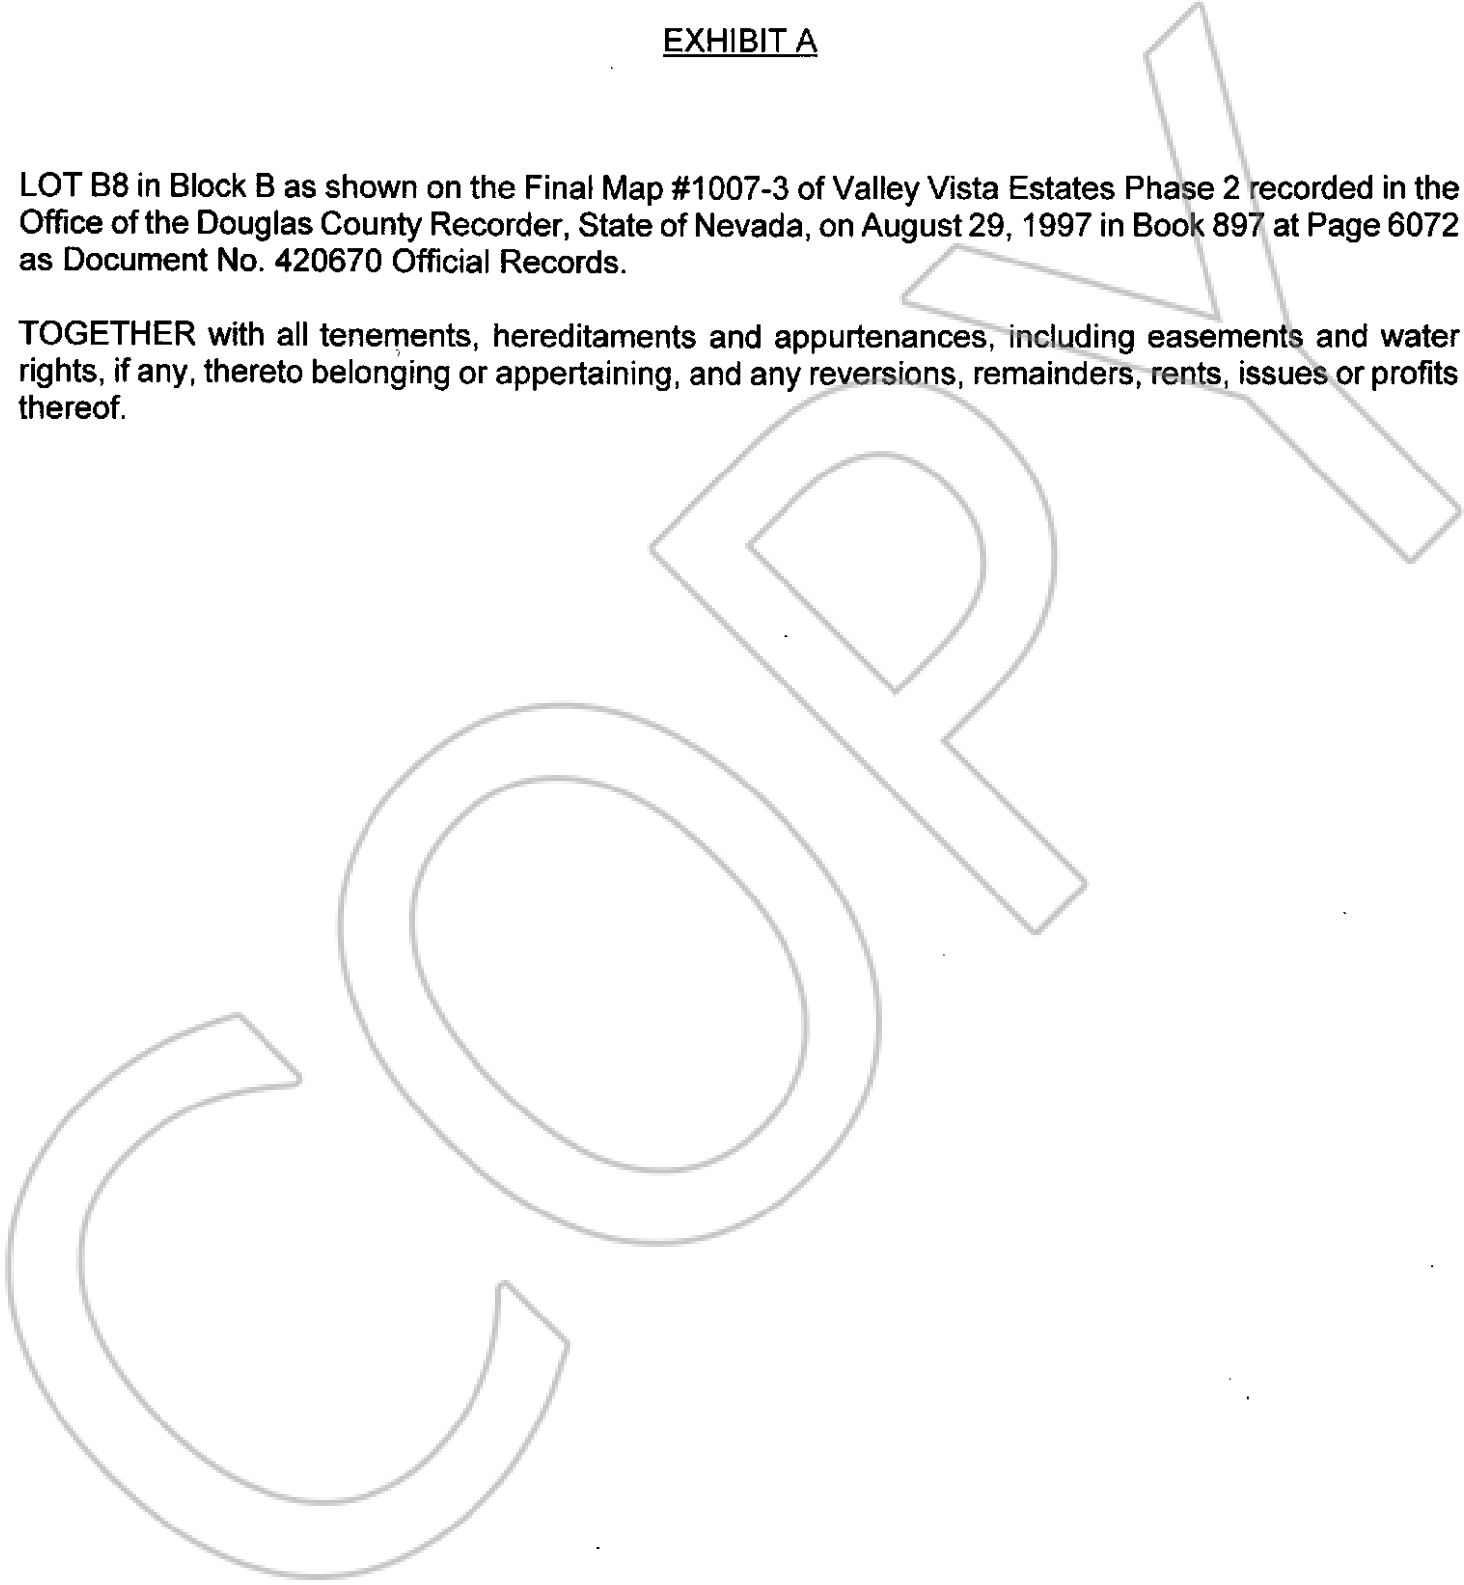 EXHIBIT A
LOT B8 in Block B as shown on the Final Map #1007-3 of Valley Vista Estates Phase 2 recorded in the
Office of the Douglas County Recorder, State of Nevada, on August 29, 1997 in Book 897 at Page 6072
as Document No. 420670 Official Records.
TOGETHER with all tenements, hereditaments and appurtenances, including easements and water
rights, if any, thereto belonging or appertaining, and any reversions, remainders, rents, issues or profits
thereof.
COPY